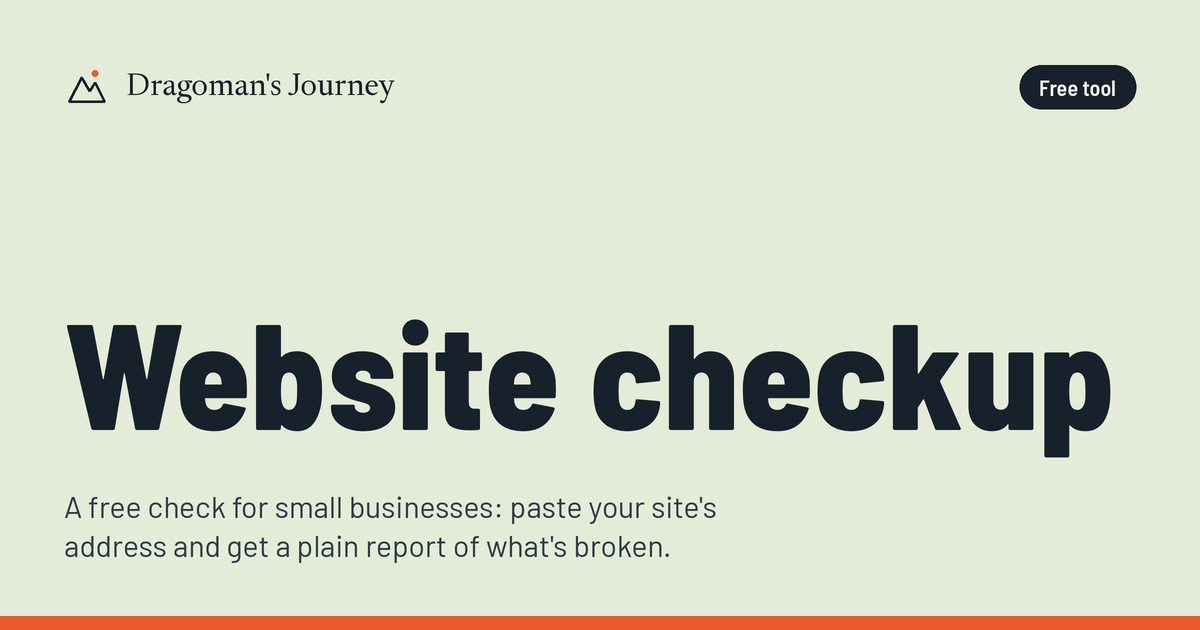 Dragoman's Journey
Free tool
Website checkup
A free check for small businesses: paste your site's
address and get a plain report of what's broken.